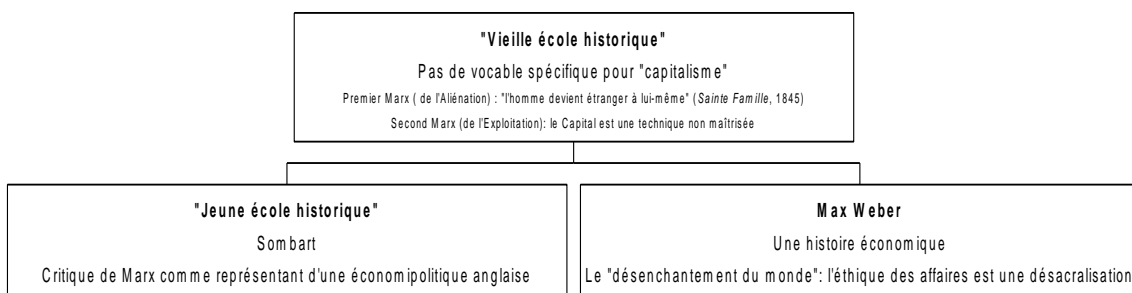 "Vieille école historique"
Pas de vocable spécifique pour "capitalisme"
Premier Marx ( de l'Aliénation) : "l'homme devient étranger à lui-même" (Sainte Famille, 1845)
Second Marx (de l'Exploitation): le Capital est une technique non maîtrisée
"Jeune école historique"
Sombart
Critique de Marx comme représentant d'une économipolitique anglaise
Max Weber
Une histoire économique
Le "désenchantement du monde": l'éthique des affaires est une désacralisation